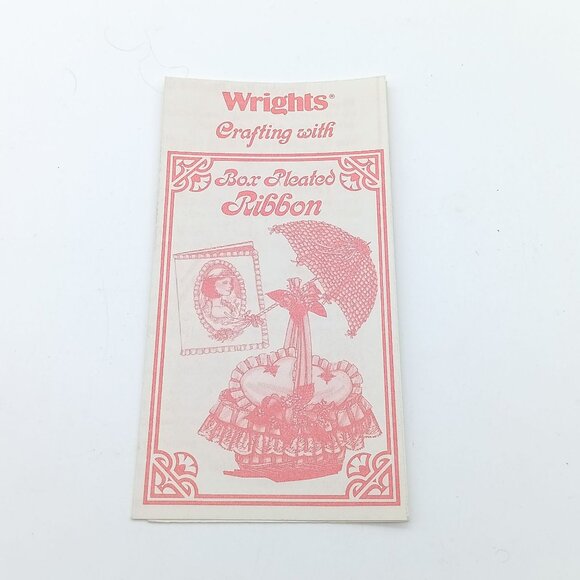 Wrights®
Crafting with
Box Pleated
Ribbon